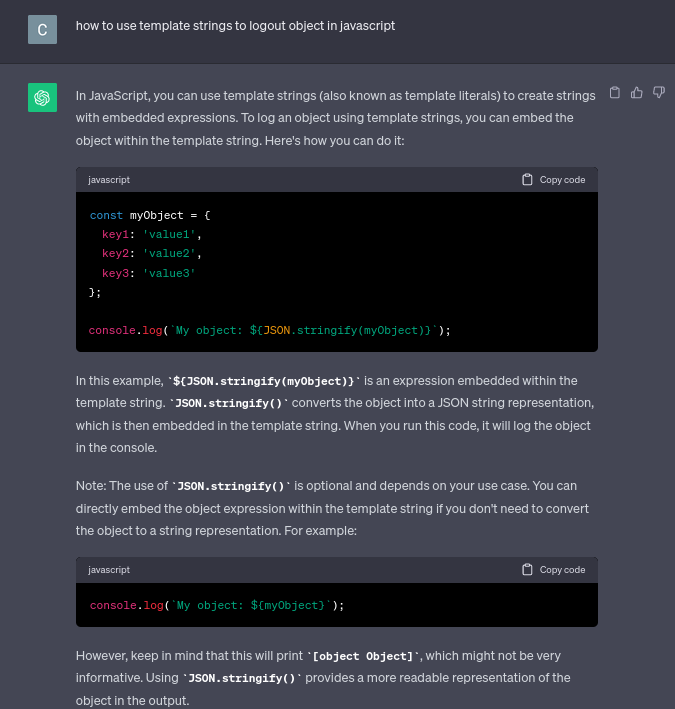 C
how to use template strings to logout object in javascript
In JavaScript, you can use template strings (also known as template literals) to create strings
with embedded expressions. To log an object using template strings, you can embed the
object within the template string. Here's how you can do it:
javascript
Copy code
const myObject = {
  key1: 'value1',
  key2: 'value2',
  key3: 'value3'
};
console.log(`My object: ${JSON.stringify(myObject)}`);
In this example, `${JSON.stringify(myObject)}` is an expression embedded within the
template string. `JSON.stringify()` converts the object into a JSON string representation,
which is then embedded in the template string. When you run this code, it will log the object
in the console.
Note: The use of `JSON.stringify()` is optional and depends on your use case. You can
directly embed the object expression within the template string if you don't need to convert
the object to a string representation. For example:
javascript
Copy code
console.log(`My object: ${myObject}`);
However, keep in mind that this will print `[object Object]`, which might not be very
informative. Using `JSON.stringify()` provides a more readable representation of the
object in the output.